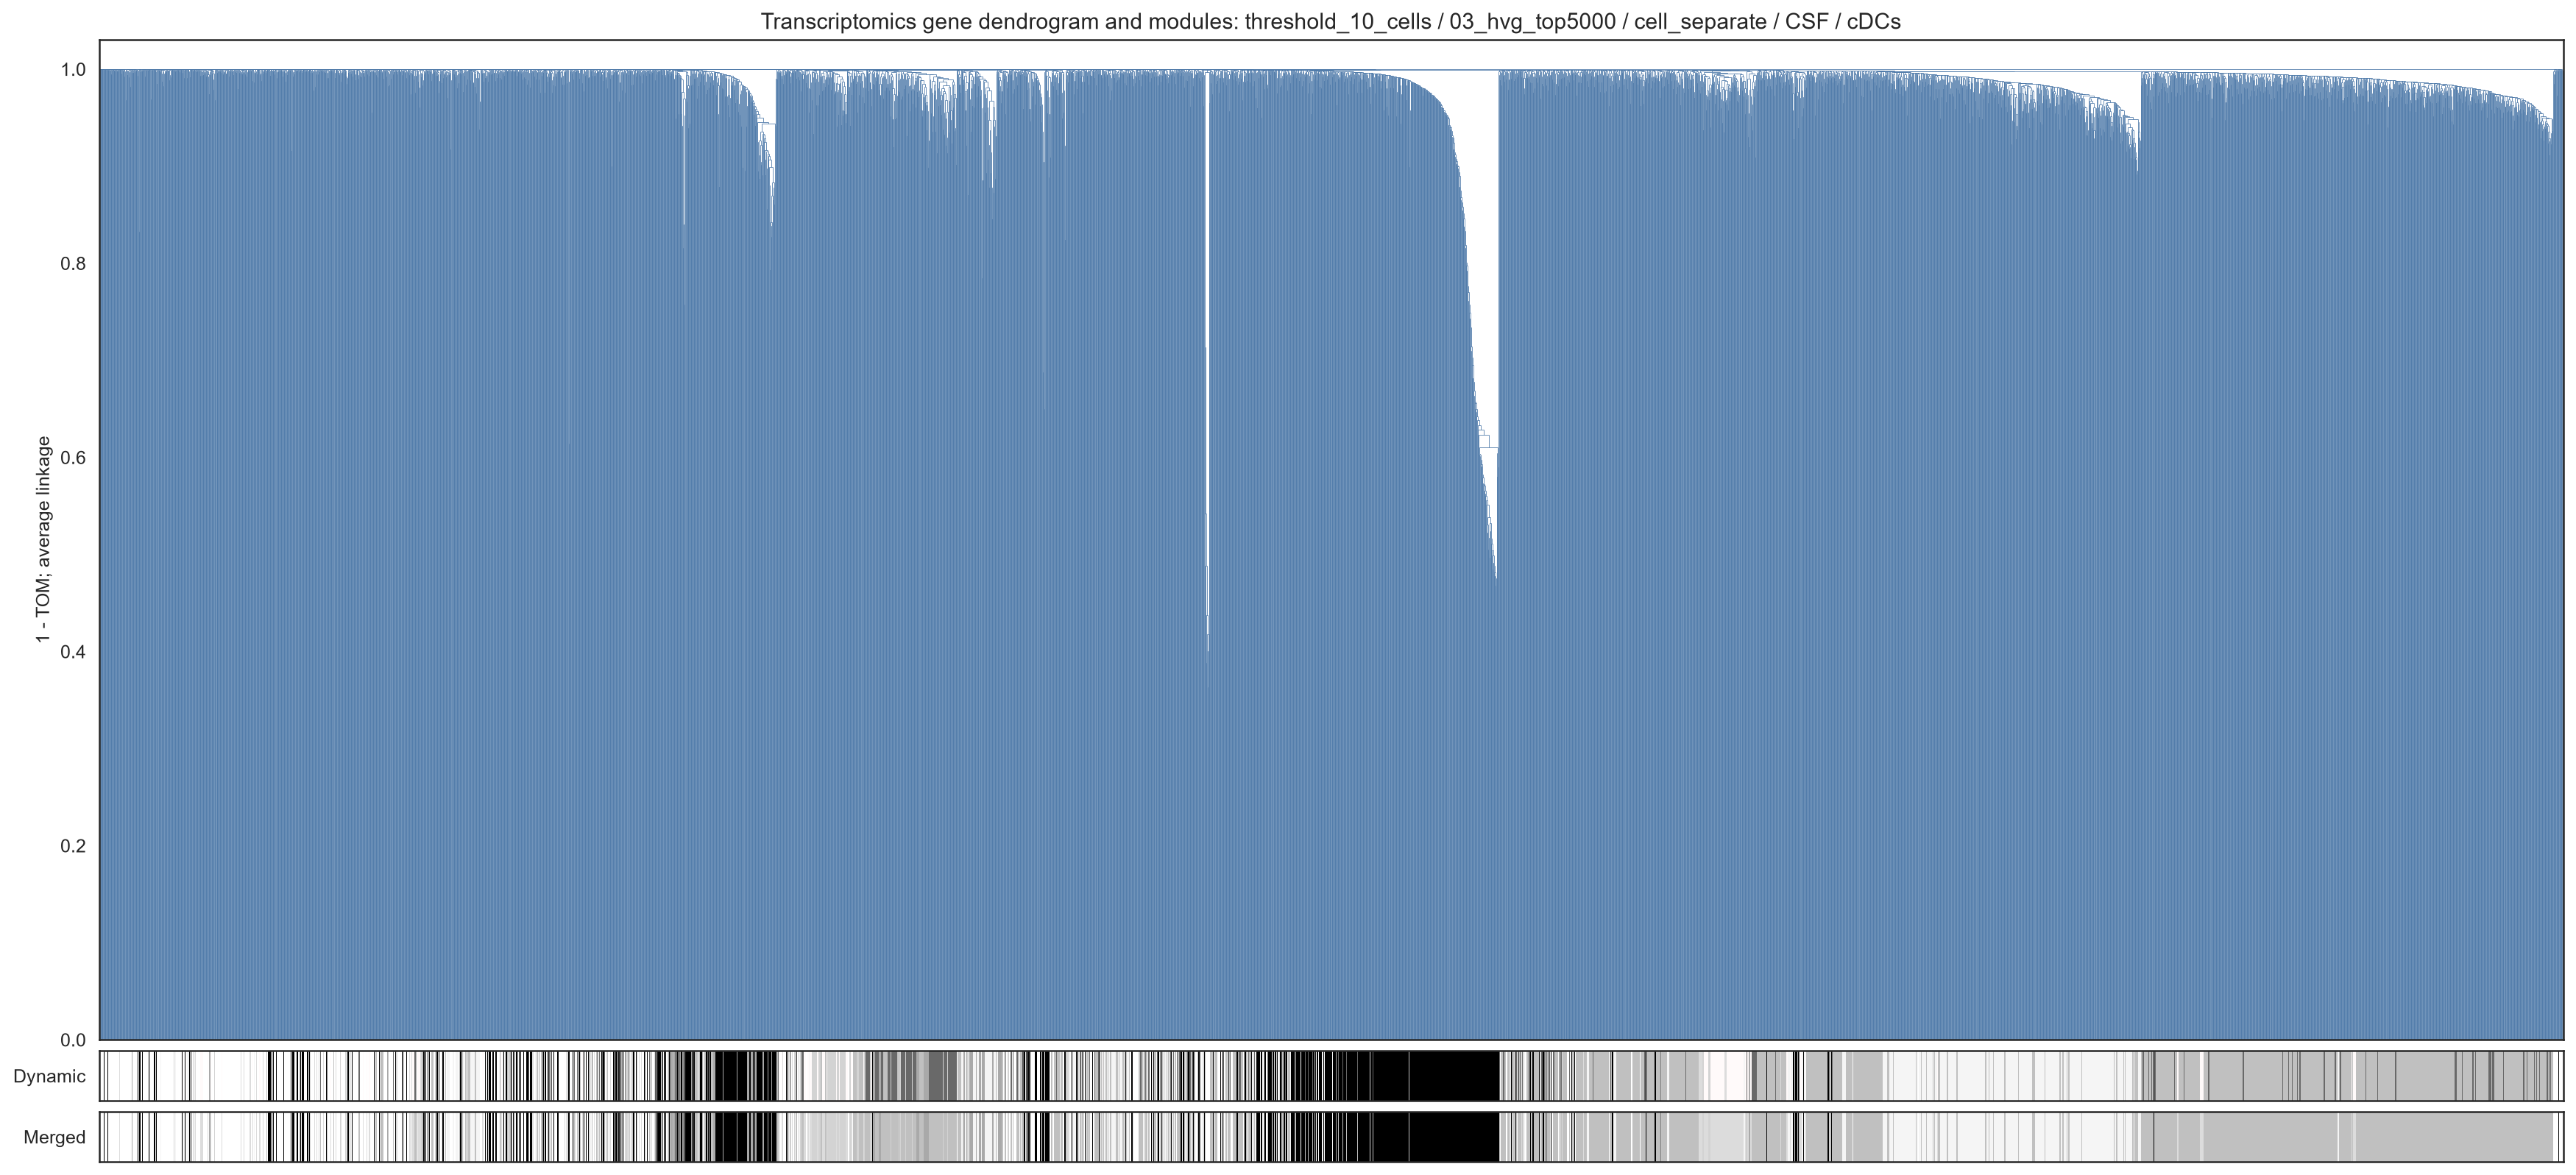 Transcriptomics gene dendrogram and modules: threshold_10_cells / 03_hvg_top5000 / cell_separate / CSF / cDCs
1.0
0.8
0.6
0.4
0.2
0.0
1 - TOM; average linkage
Dynamic
Merged